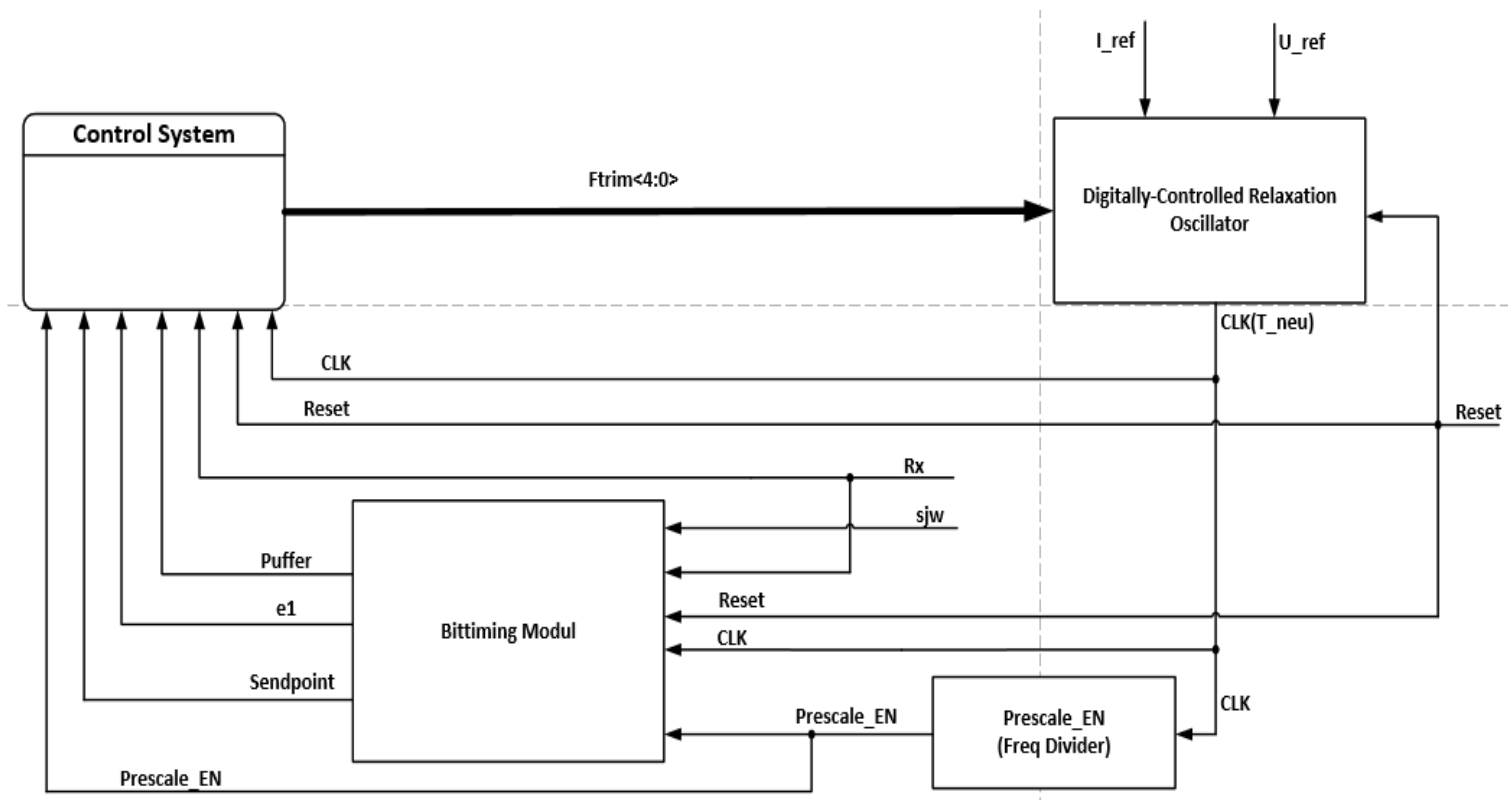 I_ref
U_ref
Control System
Ftrim<4:0>
Digitally-Controlled Relaxation
Oscillator
CLK(T_neu)
CLK
Reset
Reset
Rx
sjw
Puffer
Reset
e1
Bittiming Modul
CLK
Sendpoint
CLK
Prescale_EN
Prescale_EN
(Freq Divider)
Prescale_EN